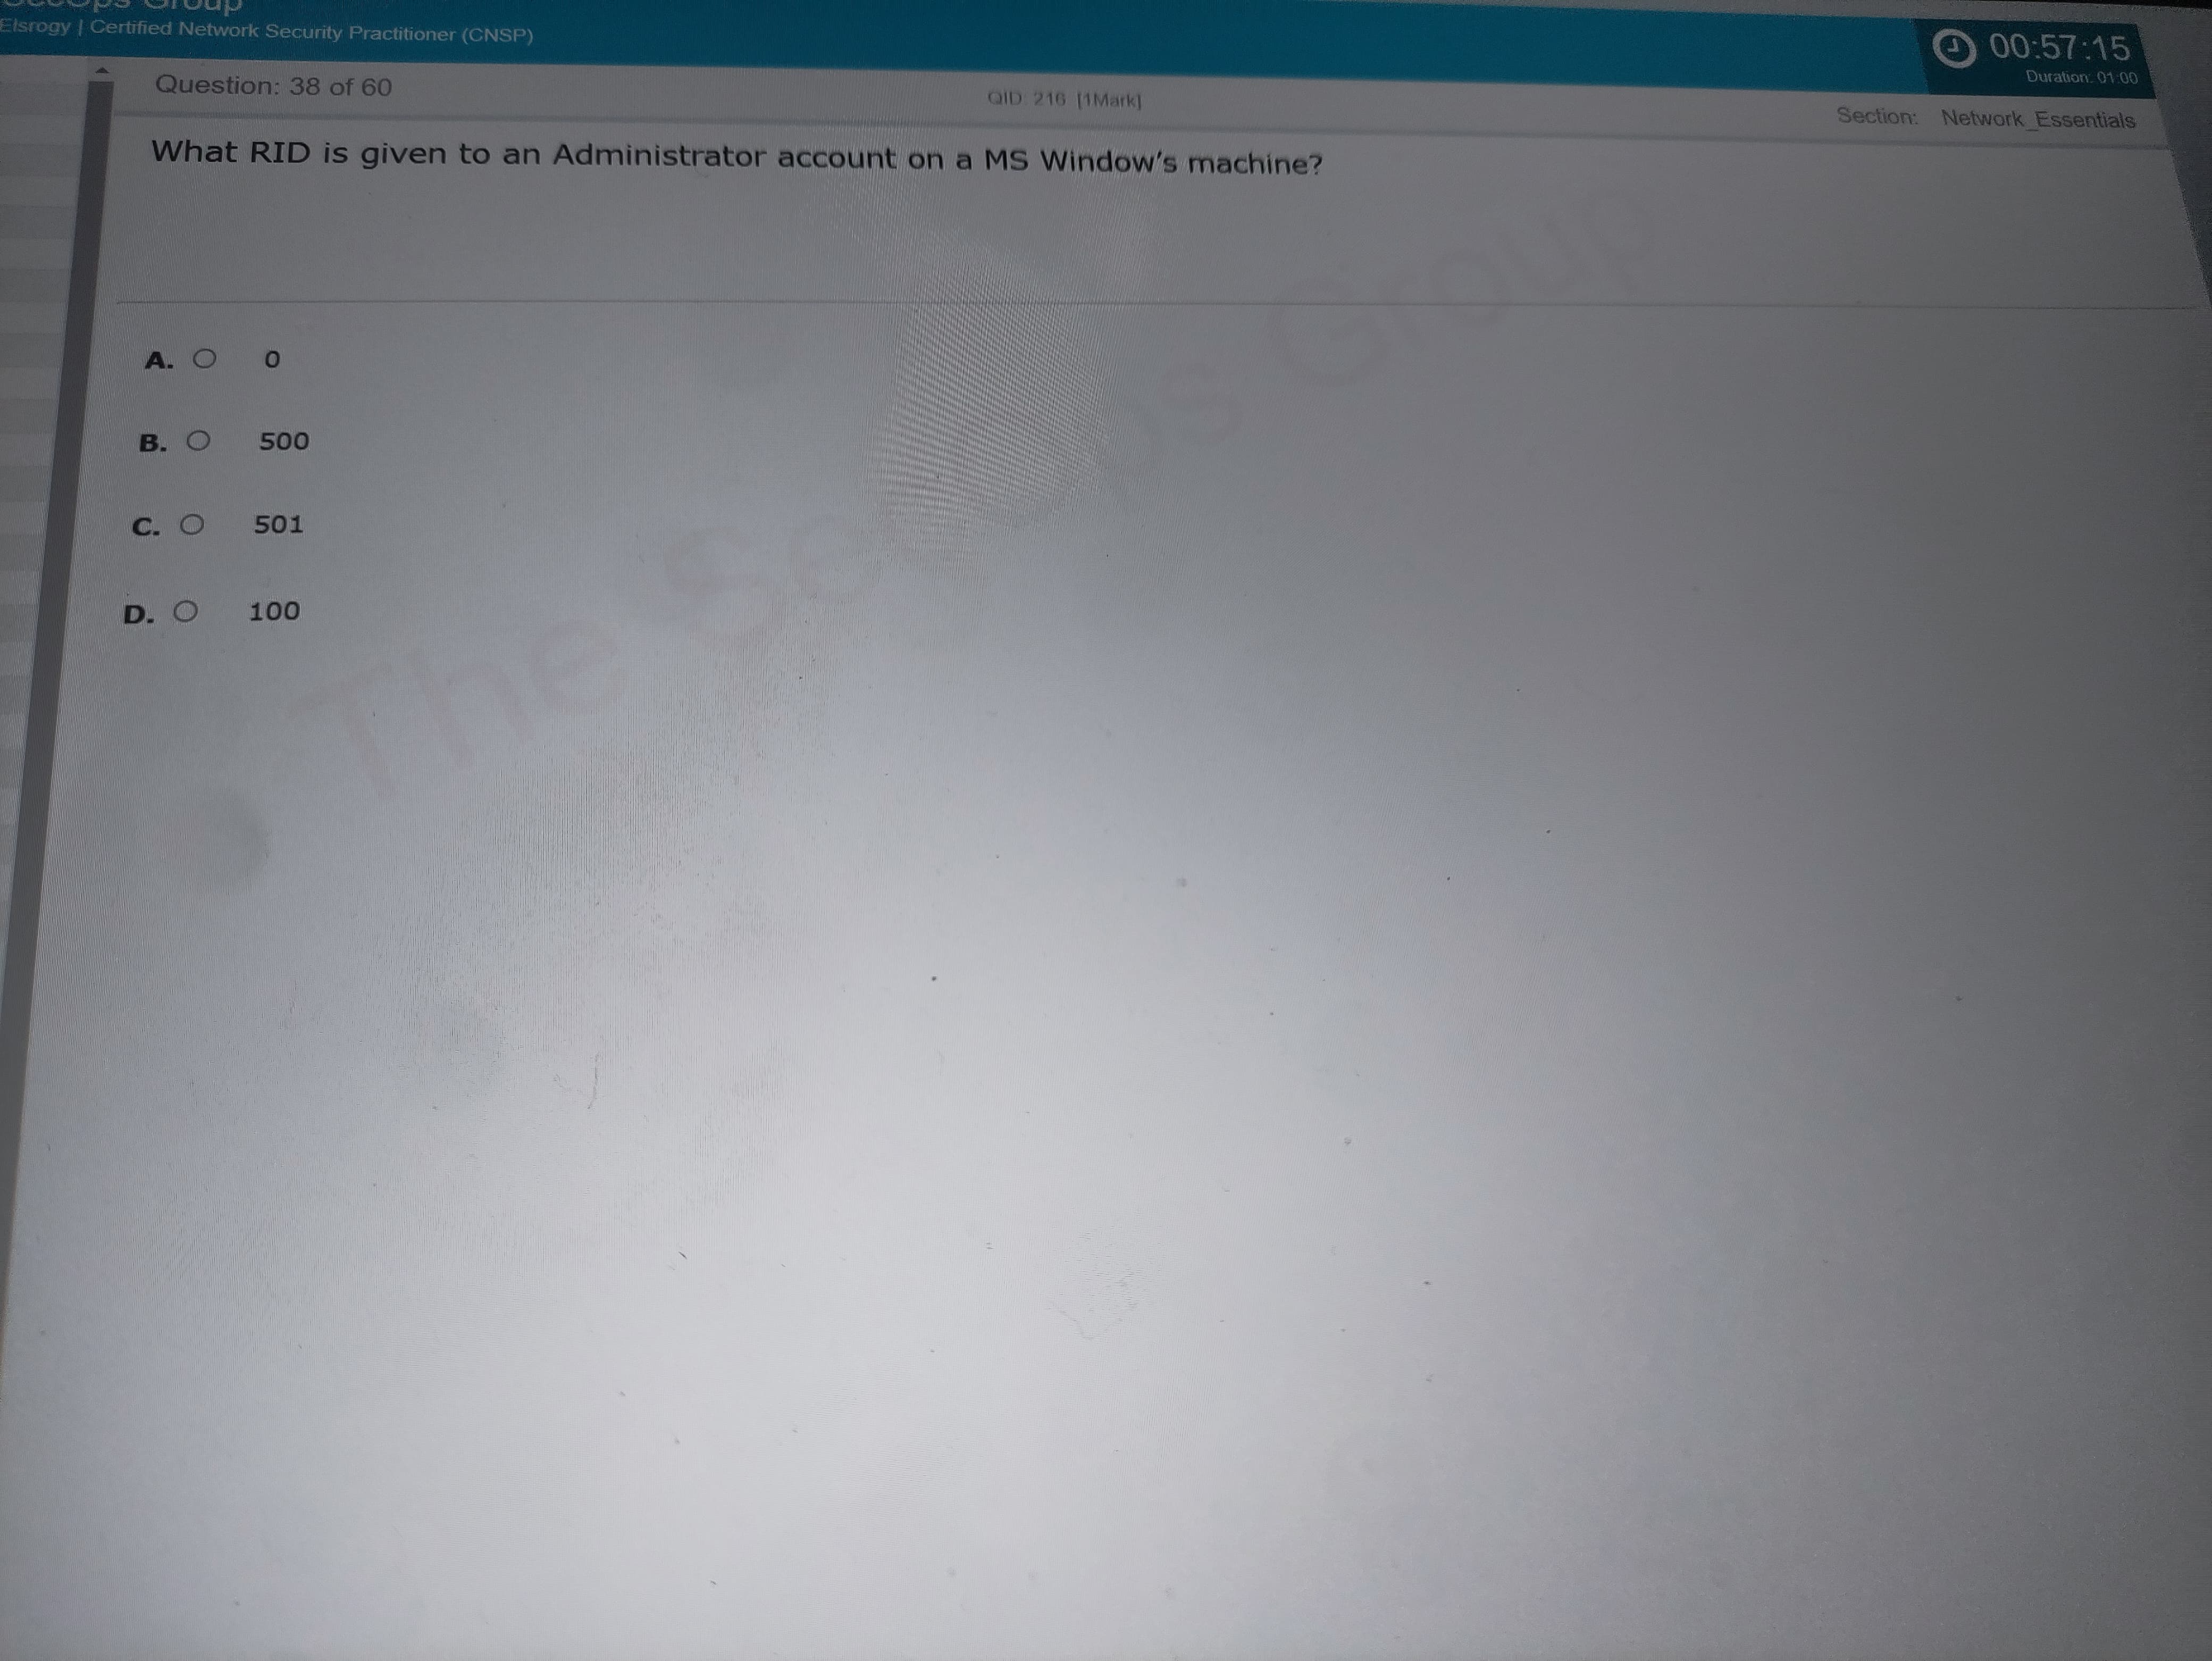 SecOps Group
Elsrogy | Certified Network Security Practitioner (CNSP)
00:57:15
Duration: 01:00
Question: 38 of 60
QID: 216 [1Mark]
Section: Network_Essentials
What RID is given to an Administrator account on a MS Window's machine?
A. 0
B. 500
C. 501
D. 100
The Se
s Group